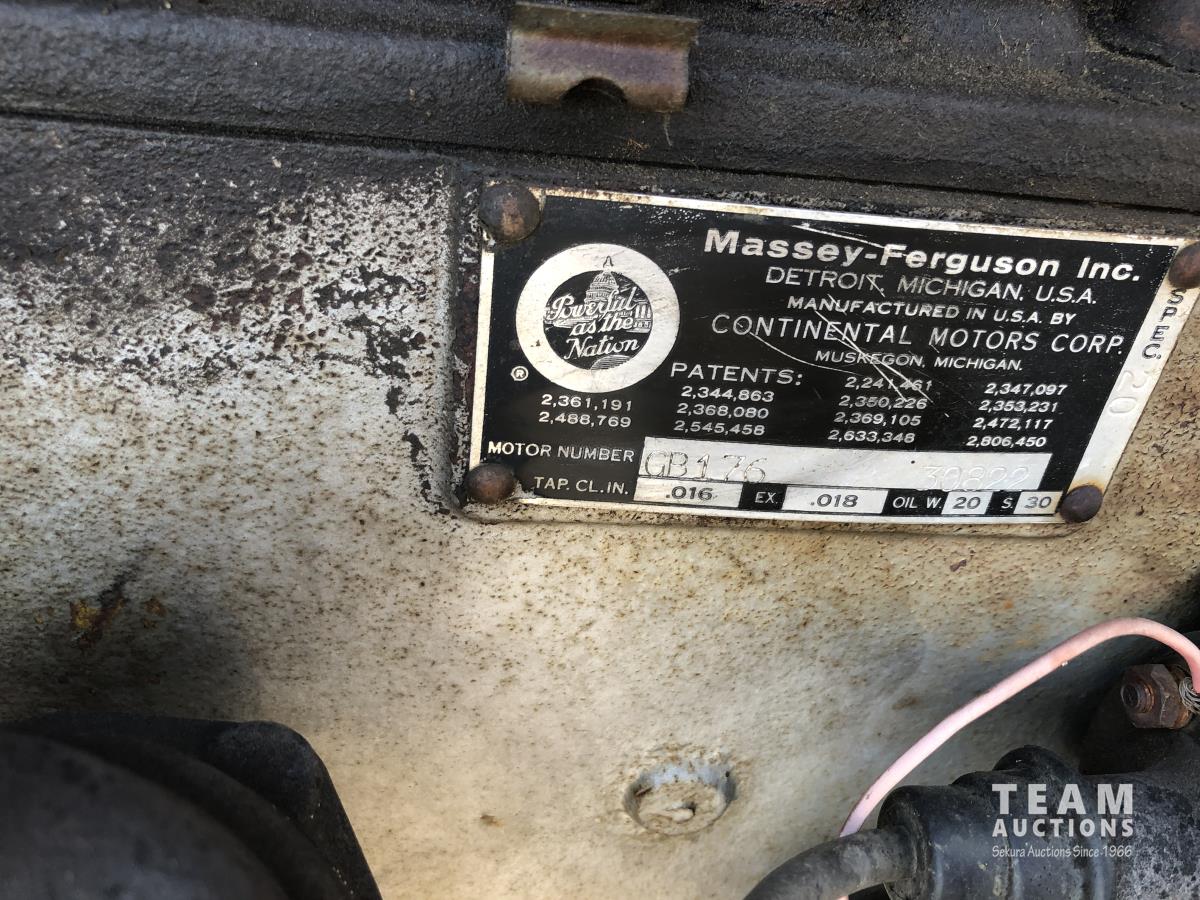 Massey-Ferguson Inc.
DETROIT, MICHIGAN, U.S.A.
MANUFACTURED IN U.S.A. BY
CONTINENTAL MOTORS CORP.
MUSKEGON, MICHIGAN.
A
Powerful
as the
Nation
®
PATENTS:
2,361,191 2,344,863 2,241,461 2,347,097
2,488,769 2,368,080 2,350,226 2,353,231
2,545,458 2,369,105 2,472,117
2,633,348 2,806,450
MOTOR NUMBER GB176 30822
TAP. CL. IN. .016 EX. .018 OIL W. 20 S. 30
SPEC. 20
TEAM
AUCTIONS
Sekura Auctions Since 1966